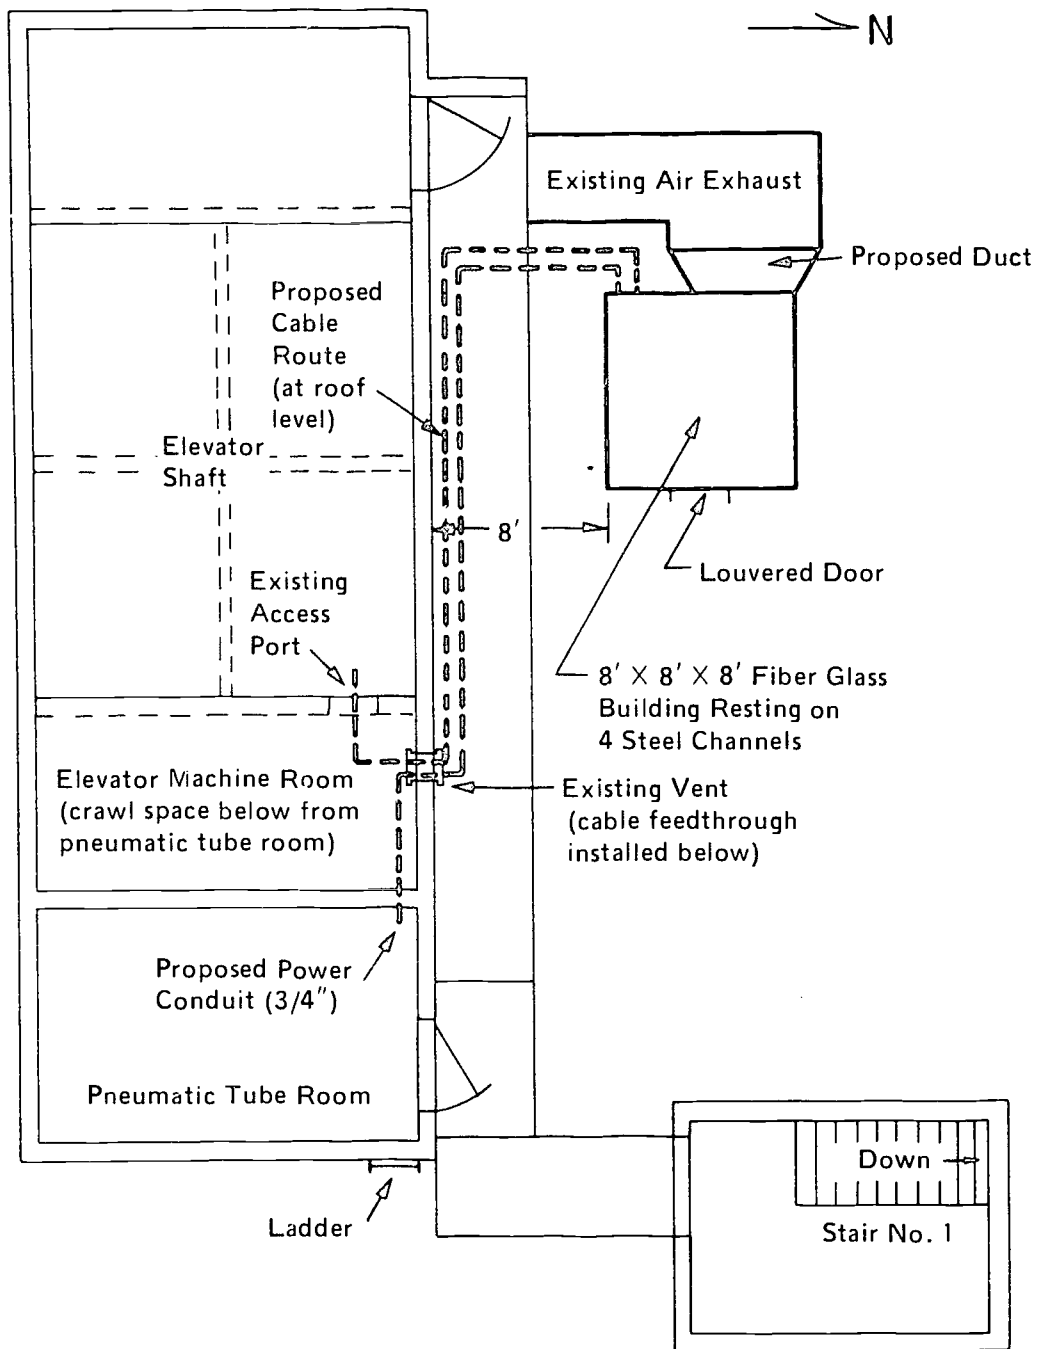 N
Existing Air Exhaust
Proposed Duct
Proposed
Cable
Route
(at roof
level)
Elevator
Shaft
8′
Louvered Door
Existing
Access
Port
8′ X 8′ X 8′ Fiber Glass
Building Resting on
4 Steel Channels
Elevator Machine Room
(crawl space below from
pneumatic tube room)
Existing Vent
(cable feedthrough
installed below)
Proposed Power
Conduit (3/4″)
Pneumatic Tube Room
Down
Ladder
Stair No. 1